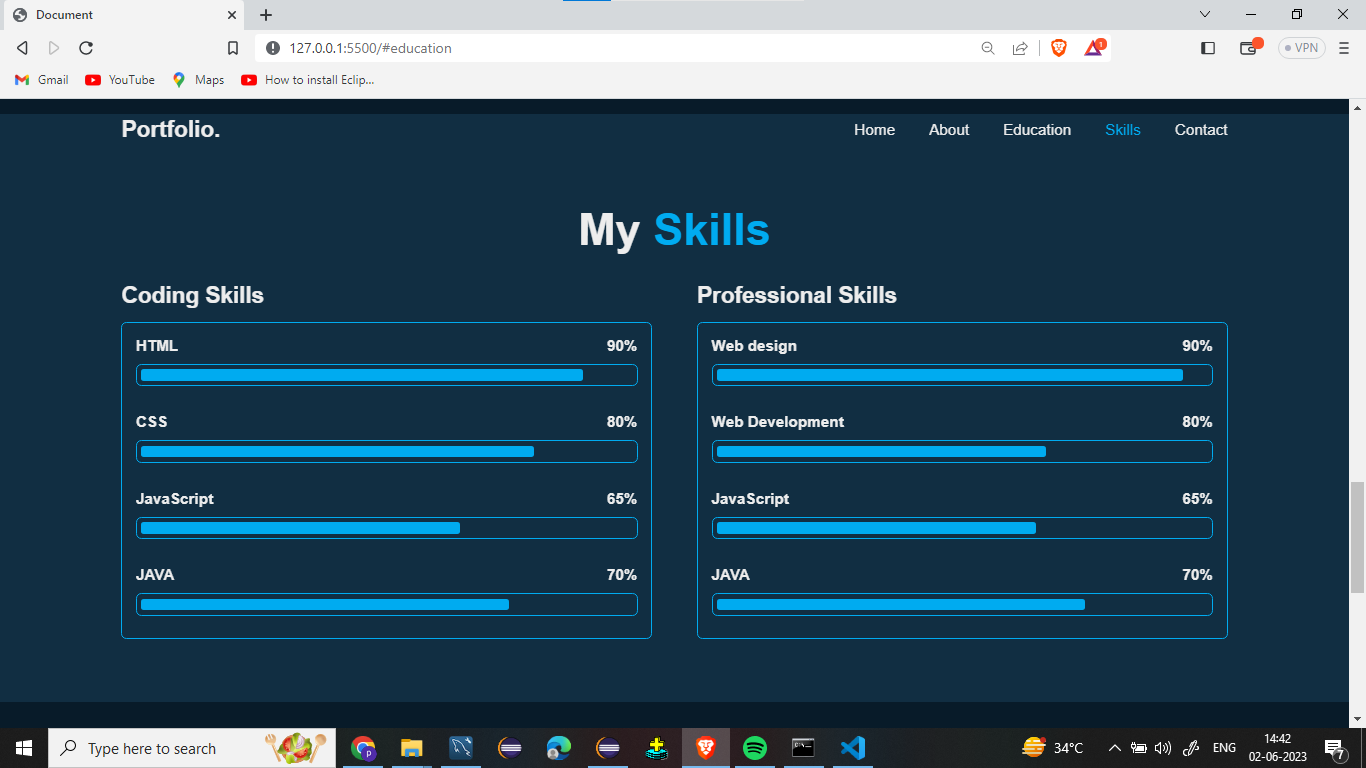 Document
127.0.0.1:5500/#education
1
VPN
Gmail
YouTube
Maps
How to install Eclip...
Portfolio.
Home About Education Skills Contact
My Skills
Coding Skills
HTML 90%
CSS 80%
JavaScript 65%
JAVA 70%
Professional Skills
Web design 90%
Web Development 80%
JavaScript 65%
JAVA 70%
Type here to search
P
34°C
ENG
14:42
02-06-2023
7